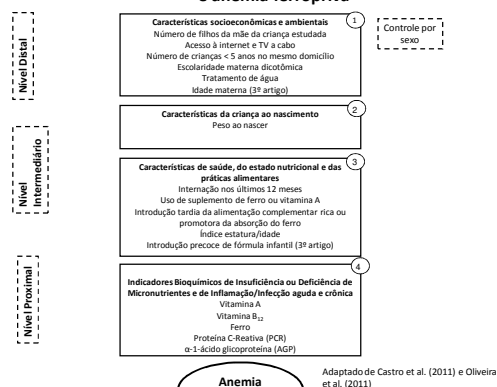 Características socioeconômicas e ambientais
Número de filhos da mãe da criança estudada
Acesso à internet e TV a cabo
Número de crianças < 5 anos no mesmo domicílio
Escolaridade materna dicotômica
Tratamento de água
Idade materna (3º artigo)
1
Controle por
sexo
Nível Distal
Características da criança ao nascimento
Peso ao nascer
2
Nível
Intermediário
Características de saúde, do estado nutricional e das
práticas alimentares
Internação nos últimos 12 meses
Uso de suplemento de ferro ou vitamina A
Introdução tardia da alimentação complementar rica ou
promotora da absorção do ferro
Índice estatura/idade
Introdução precoce de fórmula infantil (3º artigo)
3
Nível Proximal
Indicadores Bioquímicos de Insuficiência ou Deficiência de
Micronutrientes e de Inflamação/Infecção aguda e crônica
Vitamina A
Vitamina B12
Ferro
Proteína C-Reativa (PCR)
α-1-ácido glicoproteína (AGP)
4
Anemia
Adaptado de Castro et al. (2011) e Oliveira
et al. (2011)